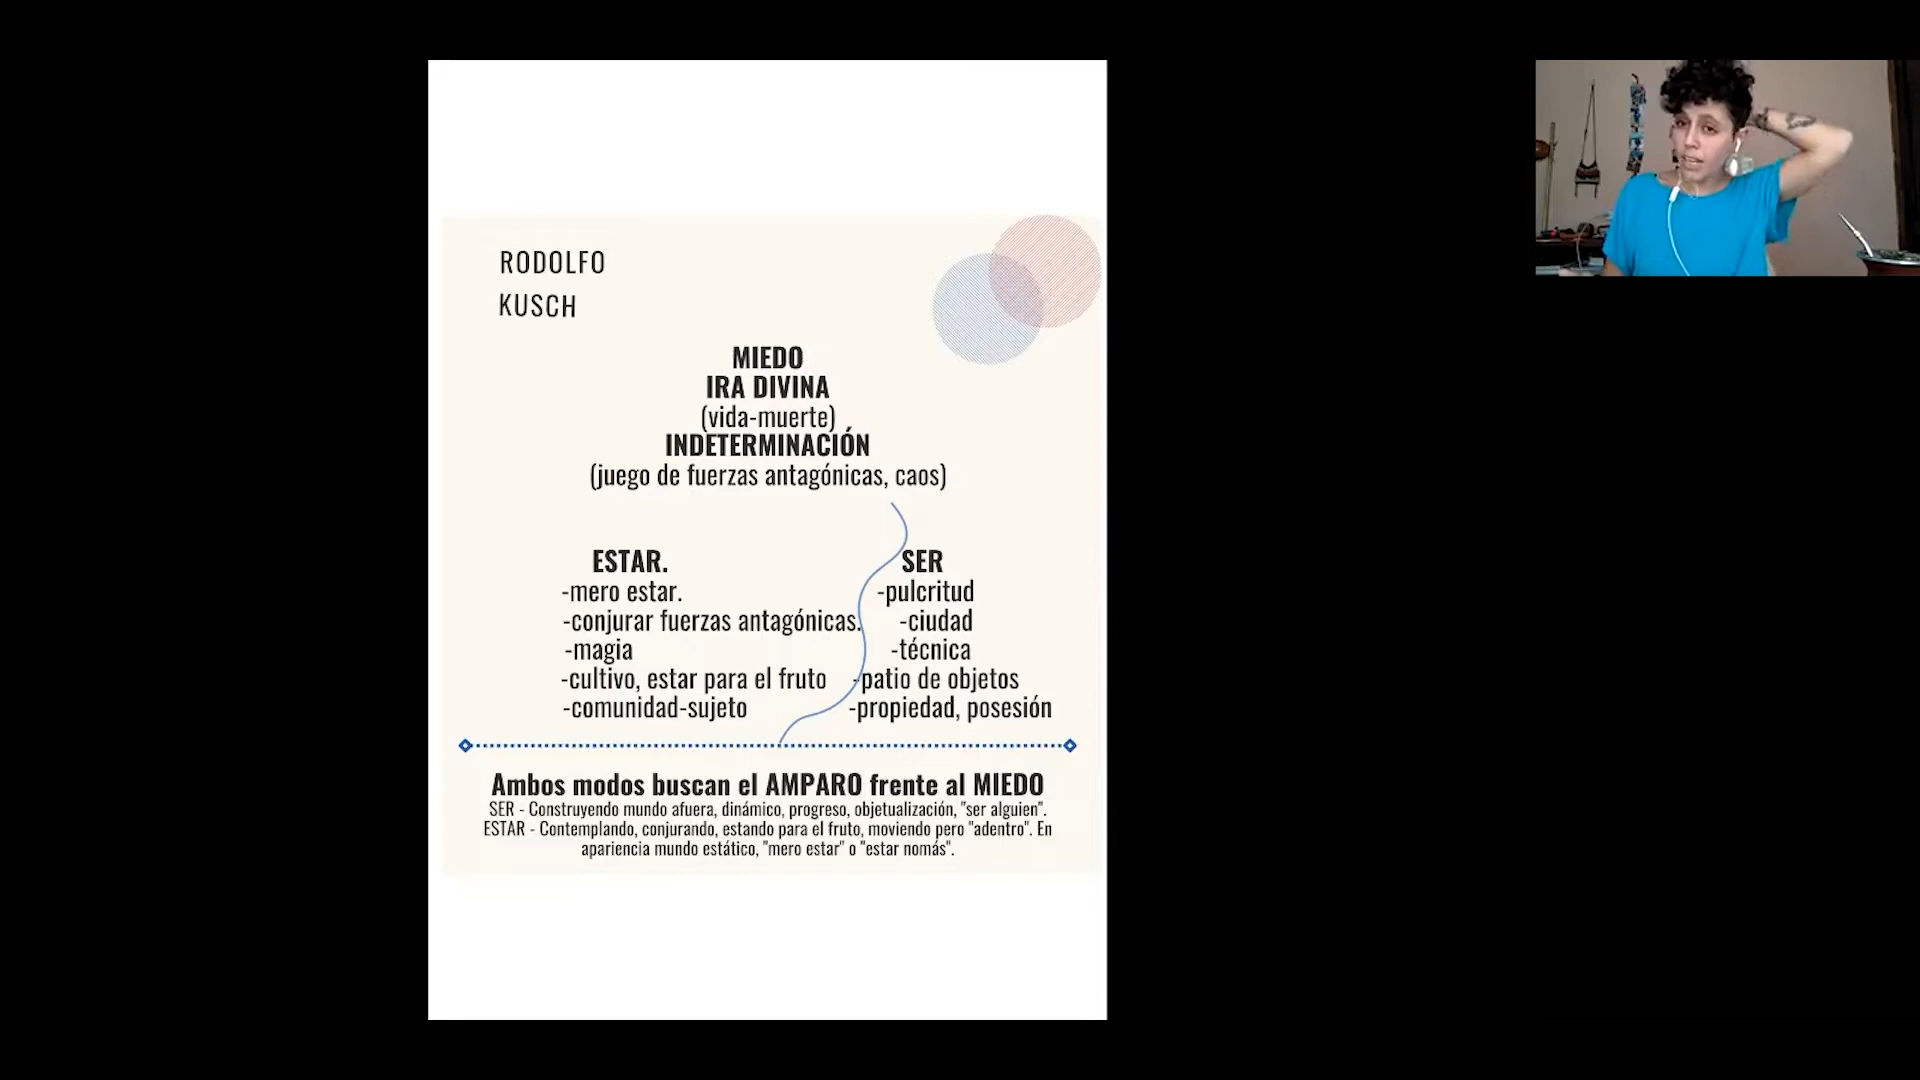 RODOLFO
KUSCH
MIEDO
IRA DIVINA
(vida-muerte)
INDETERMINACIÓN
(juego de fuerzas antagónicas, caos)
ESTAR.
-mero estar.
-conjurar fuerzas antagónicas.
-magia
-cultivo, estar para el fruto
-comunidad-sujeto
SER
-pulcritud
-ciudad
-técnica
-patio de objetos
-propiedad, posesión
Ambos modos buscan el AMPARO frente al MIEDO
SER - Construyendo mundo afuera, dinámico, progreso, objetualización, "ser alguien".
ESTAR - Contemplando, conjurando, estando para el fruto, moviendo pero "adentro". En
apariencia mundo estático, "mero estar" o "estar nomás".